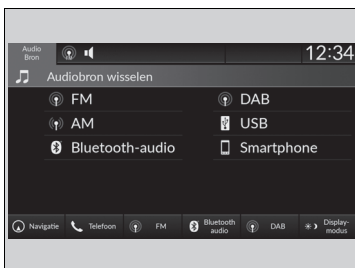 Audio
Bron
12:34
Audiobron wisselen
FM
DAB
AM
USB
Bluetooth-audio
Smartphone
Navigatie
Telefoon
FM
Bluetooth
audio
DAB
Display-
modus